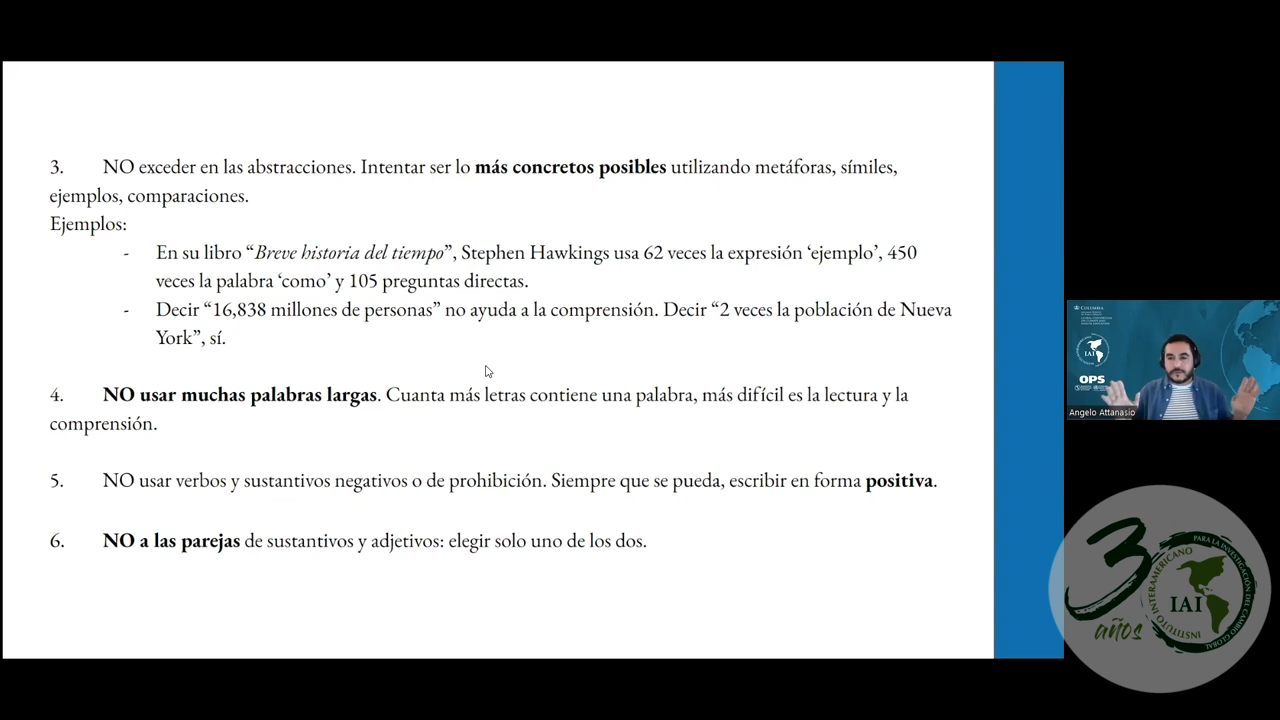 3. NO exceder en las abstracciones. Intentar ser lo más concretos posibles utilizando metáforas, símiles,
ejemplos, comparaciones.
Ejemplos:
- En su libro “Breve historia del tiempo”, Stephen Hawkings usa 62 veces la expresión ‘ejemplo’, 450
veces la palabra ‘como’ y 105 preguntas directas.
- Decir “16,838 millones de personas” no ayuda a la comprensión. Decir “2 veces la población de Nueva
York”, sí.
4. NO usar muchas palabras largas. Cuanta más letras contiene una palabra, más difícil es la lectura y la
comprensión.
5. NO usar verbos y sustantivos negativos o de prohibición. Siempre que se pueda, escribir en forma positiva.
6. NO a las parejas de sustantivos y adjetivos: elegir solo uno de los dos.
COLUMBIA
IAI
OPS
Angelo Attanasio
30
años
INSTITUTO INTERAMERICANO
PARA LA INVESTIGACIÓN DEL CAMBIO GLOBAL
IAI